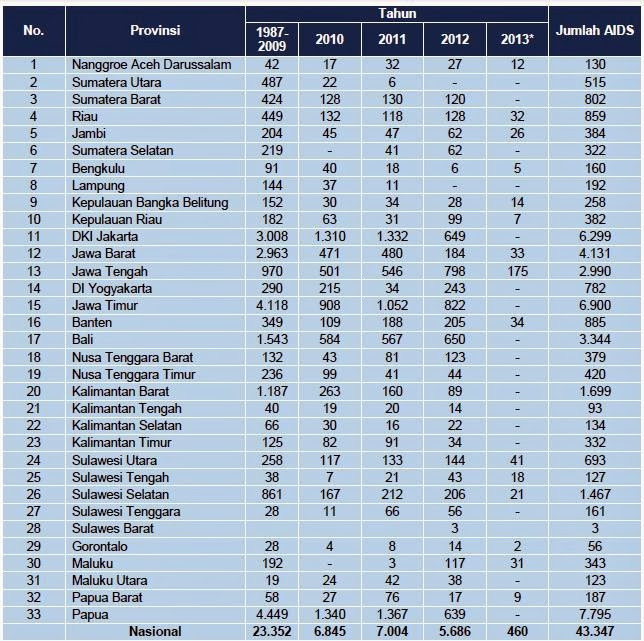 No. Provinsi Tahun Jumlah AIDS
1987-2009 2010 2011 2012 2013*
1 Nanggroe Aceh Darussalam 42 17 32 27 12 130
2 Sumatera Utara 487 22 6 - - 515
3 Sumatera Barat 424 128 130 120 - 802
4 Riau 449 132 118 128 32 859
5 Jambi 204 45 47 62 26 384
6 Sumatera Selatan 219 - 41 62 - 322
7 Bengkulu 91 40 18 6 5 160
8 Lampung 144 37 11 - - 192
9 Kepulauan Bangka Belitung 152 30 34 28 14 258
10 Kepulauan Riau 182 63 31 99 7 382
11 DKI Jakarta 3.008 1.310 1.332 649 - 6.299
12 Jawa Barat 2.963 471 480 184 33 4.131
13 Jawa Tengah 970 501 546 798 175 2.990
14 DI Yogyakarta 290 215 34 243 - 782
15 Jawa Timur 4.118 908 1.052 822 - 6.900
16 Banten 349 109 188 205 34 885
17 Bali 1.543 584 567 650 - 3.344
18 Nusa Tenggara Barat 132 43 81 123 - 379
19 Nusa Tenggara Timur 236 99 41 44 - 420
20 Kalimantan Barat 1.187 263 160 89 - 1.699
21 Kalimantan Tengah 40 19 20 14 - 93
22 Kalimantan Selatan 66 30 16 22 - 134
23 Kalimantan Timur 125 82 91 34 - 332
24 Sulawesi Utara 258 117 133 144 41 693
25 Sulawesi Tengah 38 7 21 43 18 127
26 Sulawesi Selatan 861 167 212 206 21 1.467
27 Sulawesi Tenggara 28 11 66 56 - 161
28 Sulawes Barat 3 3
29 Gorontalo 28 4 8 14 2 56
30 Maluku 192 - 3 117 31 343
31 Maluku Utara 19 24 42 38 - 123
32 Papua Barat 58 27 76 17 9 187
33 Papua 4.449 1.340 1.367 639 - 7.795
Nasional 23.352 6.845 7.004 5.686 460 43.347